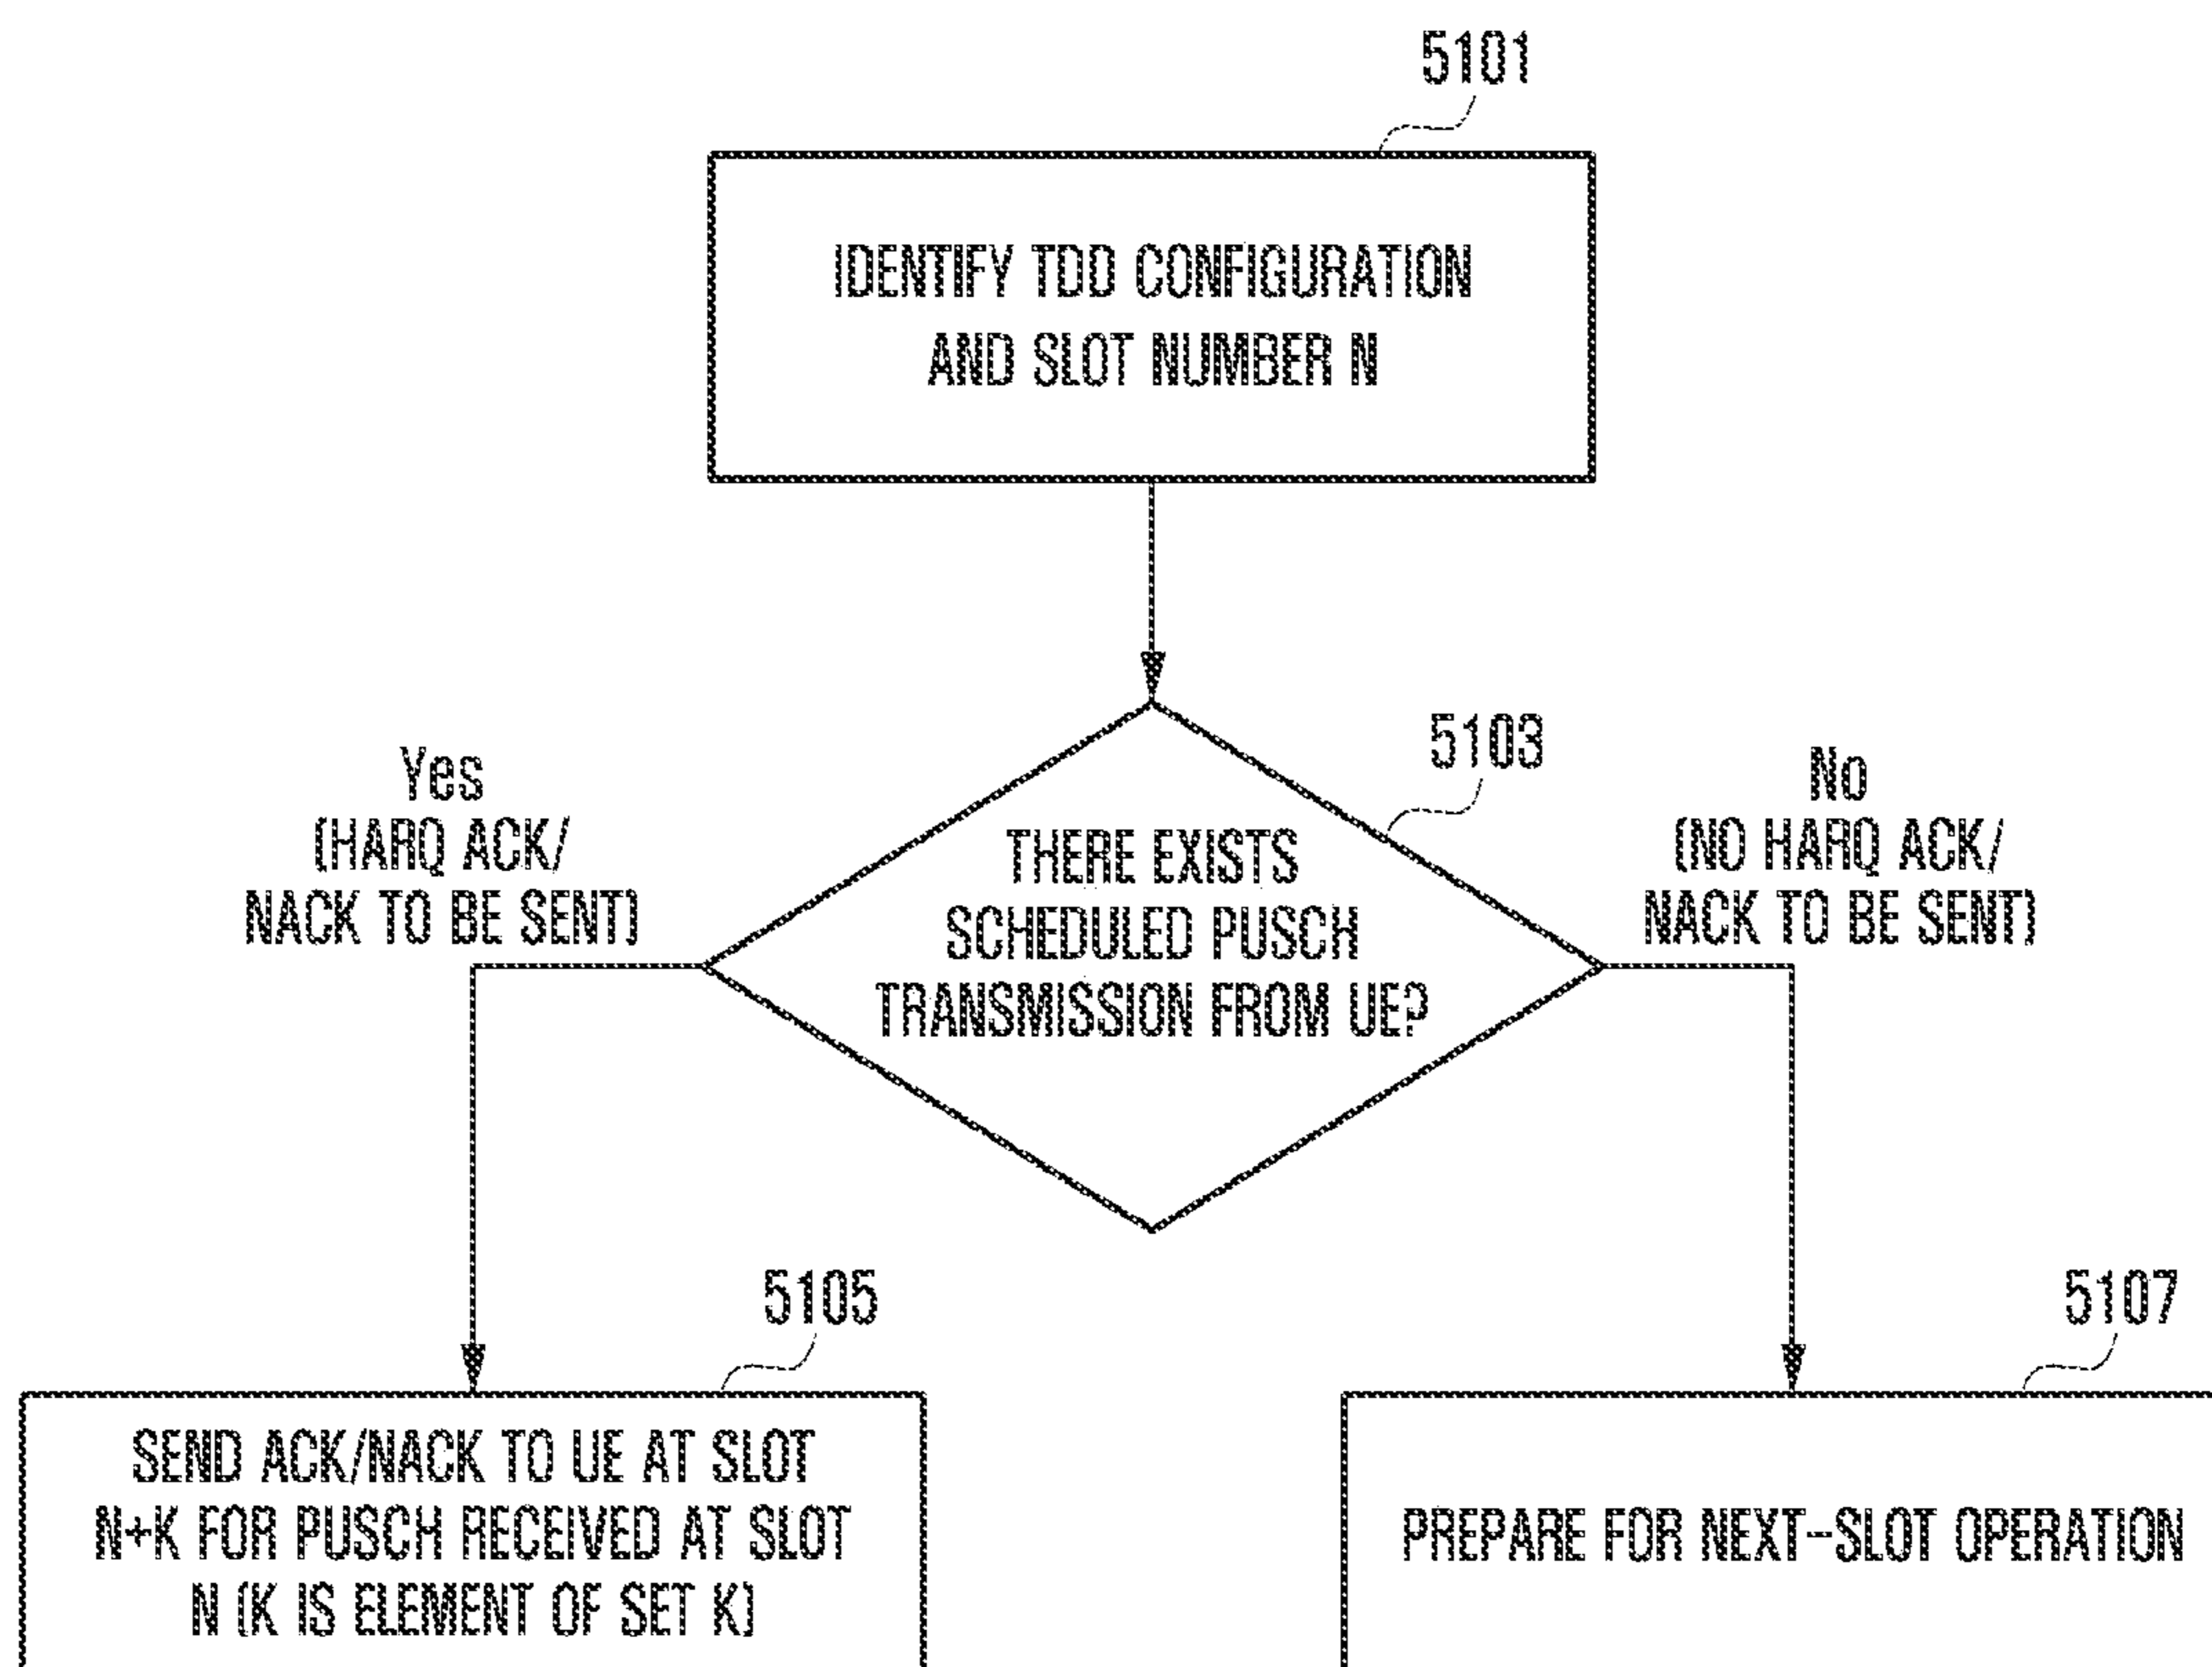 5101
IDENTIFY TDD CONFIGURATION
AND SLOT NUMBER N
5103
Yes
(HARQ ACK/
NACK TO BE SENT)
THERE EXISTS
SCHEDULED PUSCH
TRANSMISSION FROM UE?
No
(NO HARQ ACK/
NACK TO BE SENT)
5105
SEND ACK/NACK TO UE AT SLOT
N+K FOR PUSCH RECEIVED AT SLOT
N (K IS ELEMENT OF SET K)
5107
PREPARE FOR NEXT-SLOT OPERATION